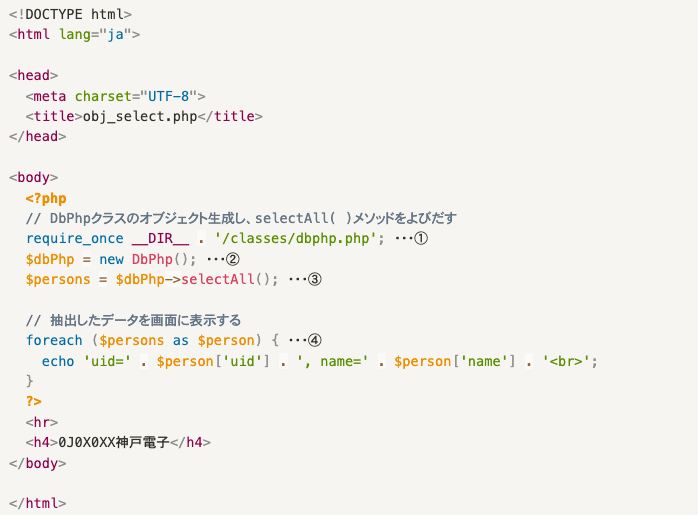 <!DOCTYPE html>
<html lang="ja">
<head>
<meta charset="UTF-8">
<title>obj_select.php</title>
</head>
<body>
<?php
// DbPhpクラスのオブジェクト生成し、selectAll( )メソッドをよびだす
require_once __DIR__ . '/classes/dbphp.php'; ･･･①
$dbPhp = new DbPhp(); ･･･②
$persons = $dbPhp->selectAll(); ･･･③
// 抽出したデータを画面に表示する
foreach ($persons as $person) { ･･･④
echo 'uid=' . $person['uid'] . ', name=' . $person['name'] . '<br>';
}
?>
<hr>
<h4>0J0X0XX神戸電子</h4>
</body>
</html>